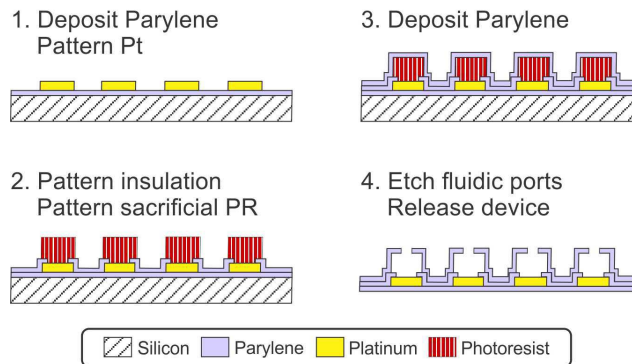 1. Deposit Parylene
Pattern Pt
2. Pattern insulation
Pattern sacrificial PR
3. Deposit Parylene
4. Etch fluidic ports
Release device
Silicon
Parylene
Platinum
Photoresist